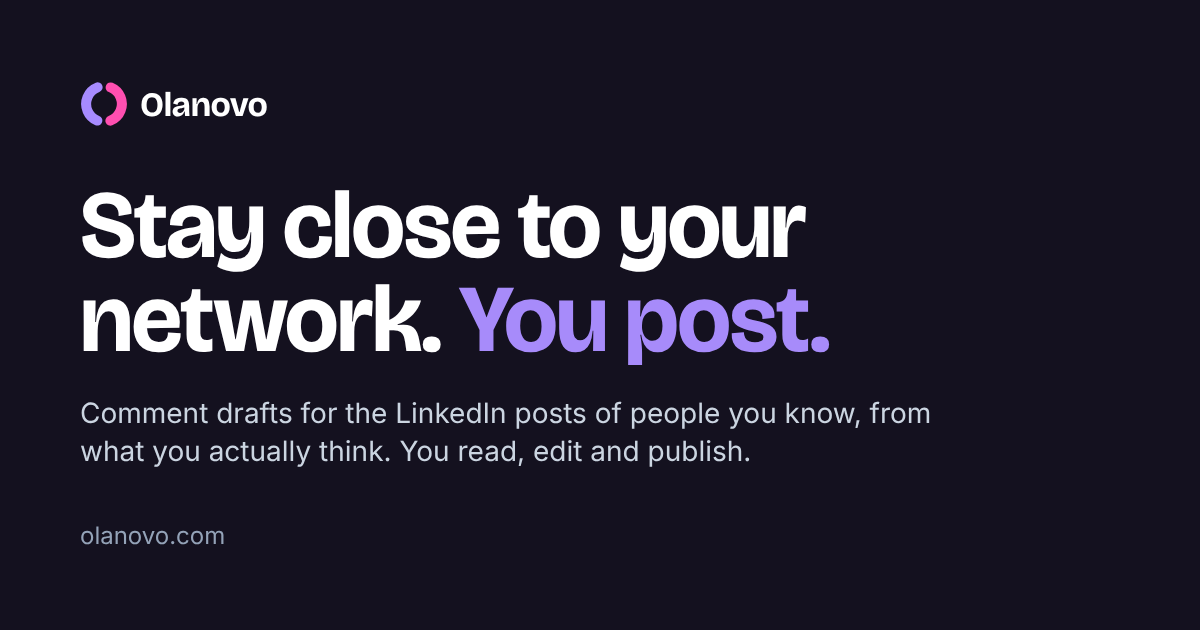 Olanovo
Stay close to your
network. You post.
Comment drafts for the LinkedIn posts of people you know, from
what you actually think. You read, edit and publish.
olanovo.com